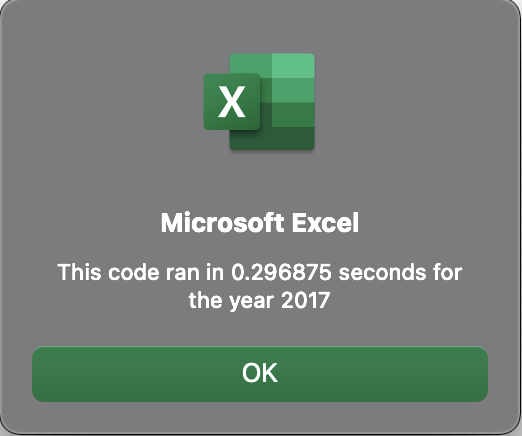 X
Microsoft Excel
This code ran in 0.296875 seconds for
the year 2017
OK